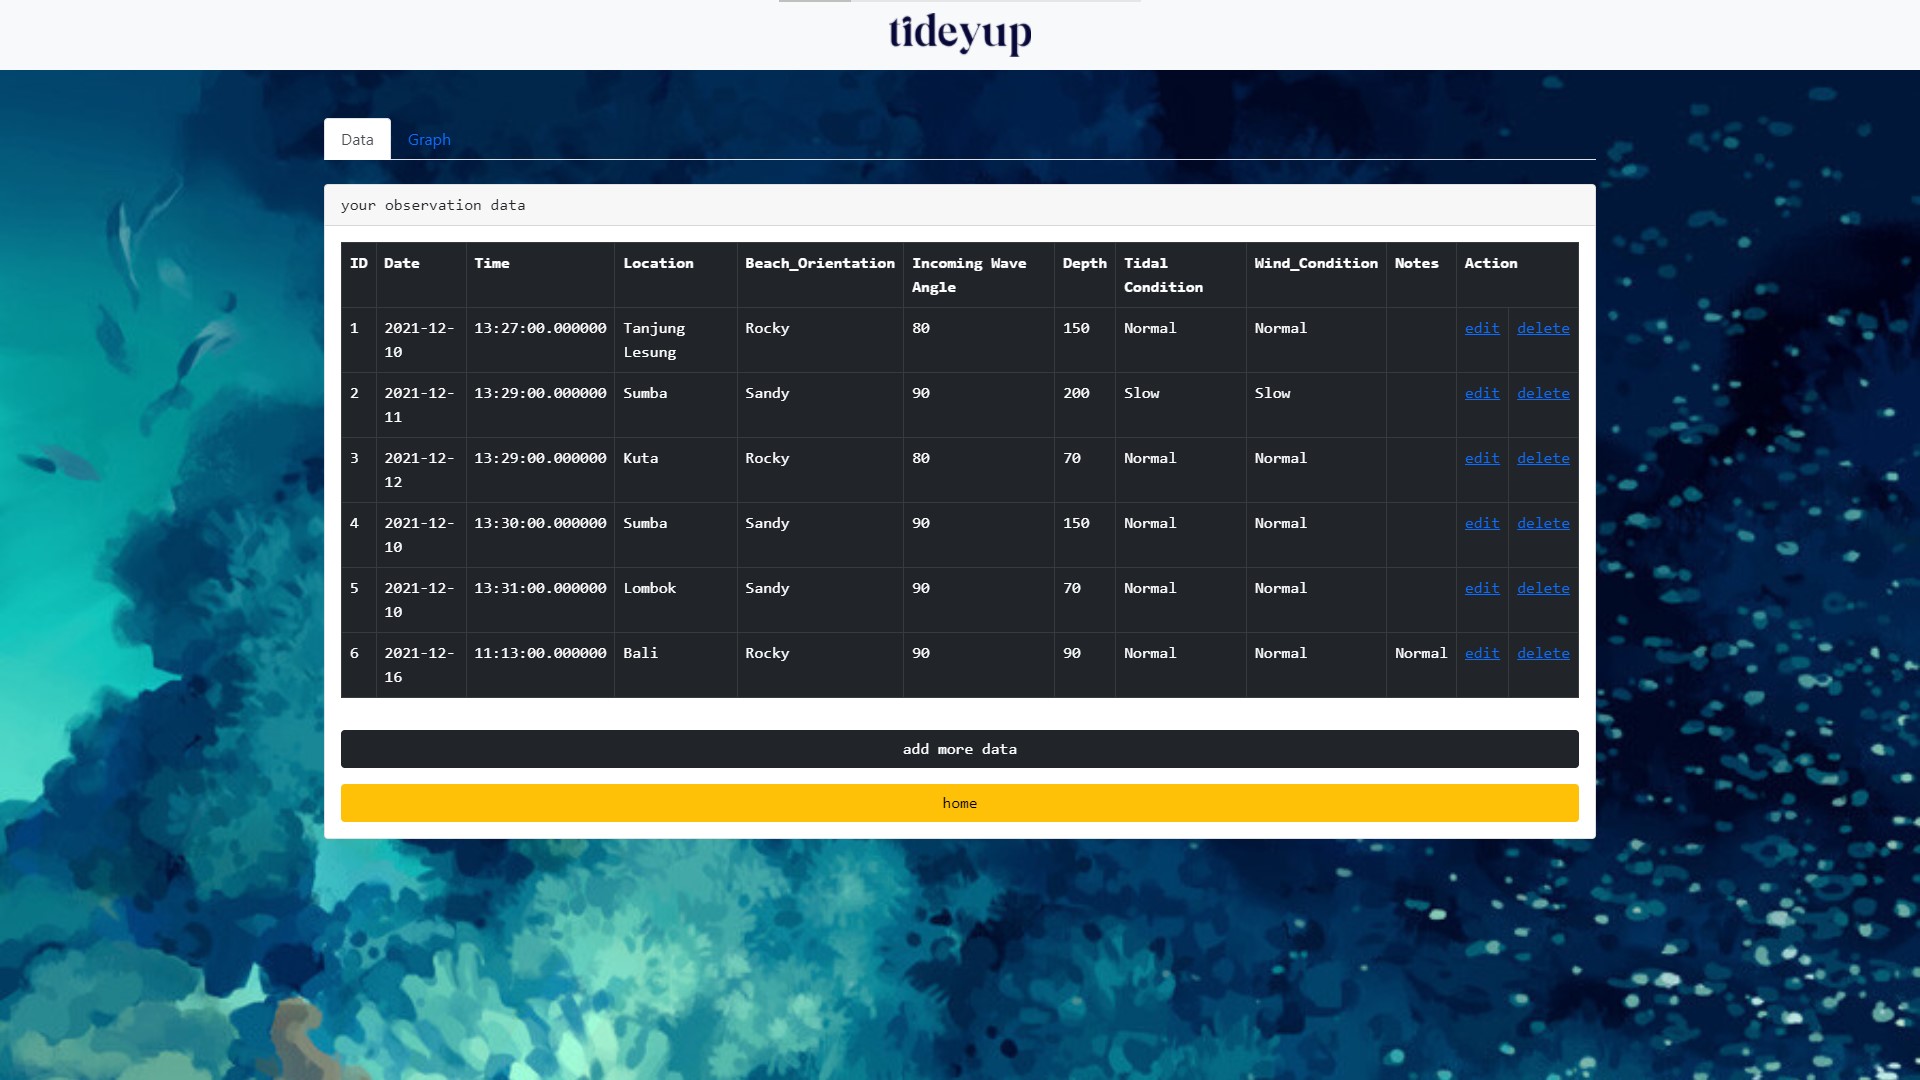 tideyup
Data Graph
your observation data
ID Date Time Location Beach_Orientation Incoming Wave Angle Depth Tidal Condition Wind_Condition Notes Action
1 2021-12-10 13:27:00.000000 Tanjung Lesung Rocky 80 150 Normal Normal edit delete
2 2021-12-11 13:29:00.000000 Sumba Sandy 90 200 Slow Slow edit delete
3 2021-12-12 13:29:00.000000 Kuta Rocky 80 70 Normal Normal edit delete
4 2021-12-10 13:30:00.000000 Sumba Sandy 90 150 Normal Normal edit delete
5 2021-12-10 13:31:00.000000 Lombok Sandy 90 70 Normal Normal edit delete
6 2021-12-16 11:13:00.000000 Bali Rocky 90 90 Normal Normal Normal edit delete
add more data
home